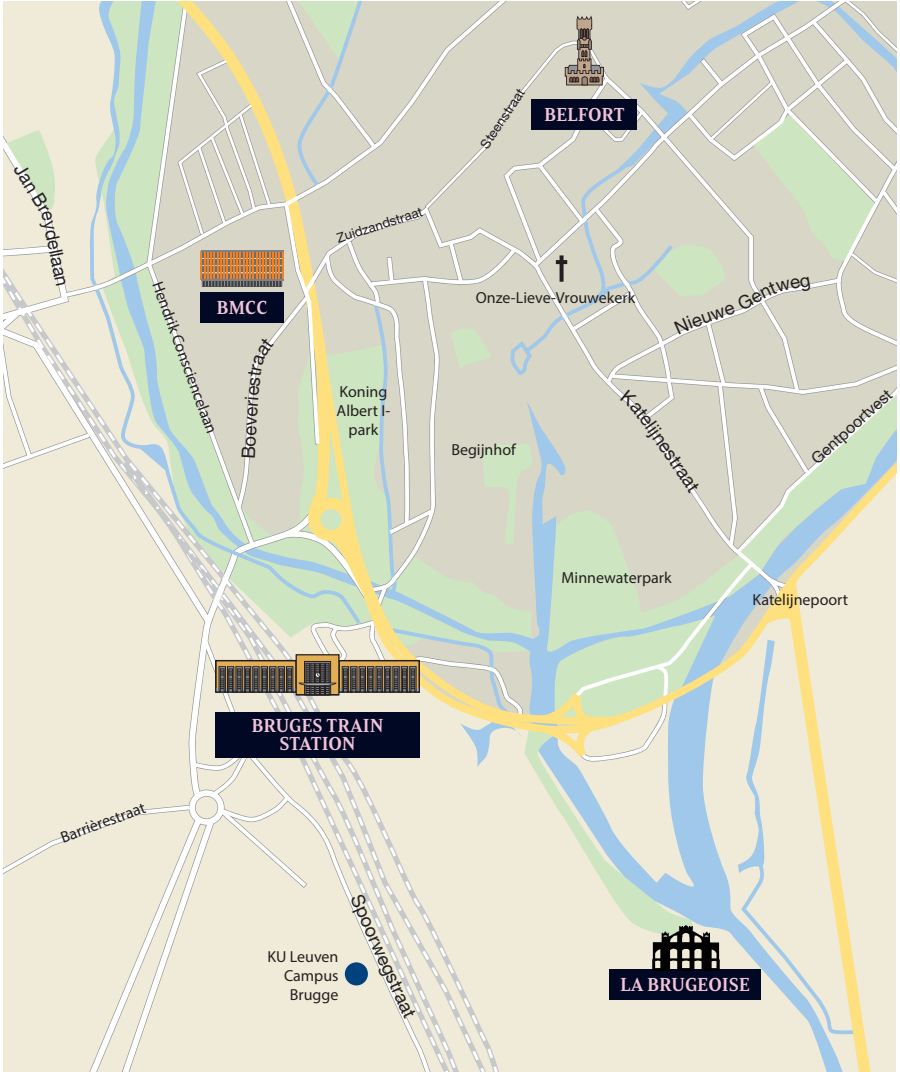 BELFORT
Steenstraat
Jan Breydellaan
Zuidzandstraat
BMCC
Onze-Lieve-Vrouwekerk
Hendrik Consciencelaan
Nieuwe Gentweg
Boeveriestraat
Koning
Albert I-
park
Katelijnestraat
Gentpoortvest
Begijnhof
Minnewaterpark
Katelijnepoort
BRUGES TRAIN
STATION
Barrièrestraat
Spoorwegstraat
KU Leuven
Campus
Brugge
LA BRUGEOISE